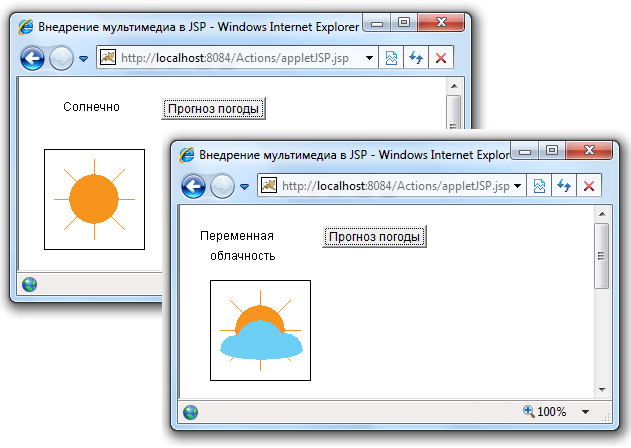 Внедрение мультимедиа в JSP - Windows Internet Explorer
http://localhost:8084/Actions/appletJSP.jsp
Солнечно
Прогноз погоды
Внедрение мультимедиа в JSP - Windows Internet Explor
http://localhost:8084/Actions/appletJSP.jsp
Переменная
облачность
Прогноз погоды
100%